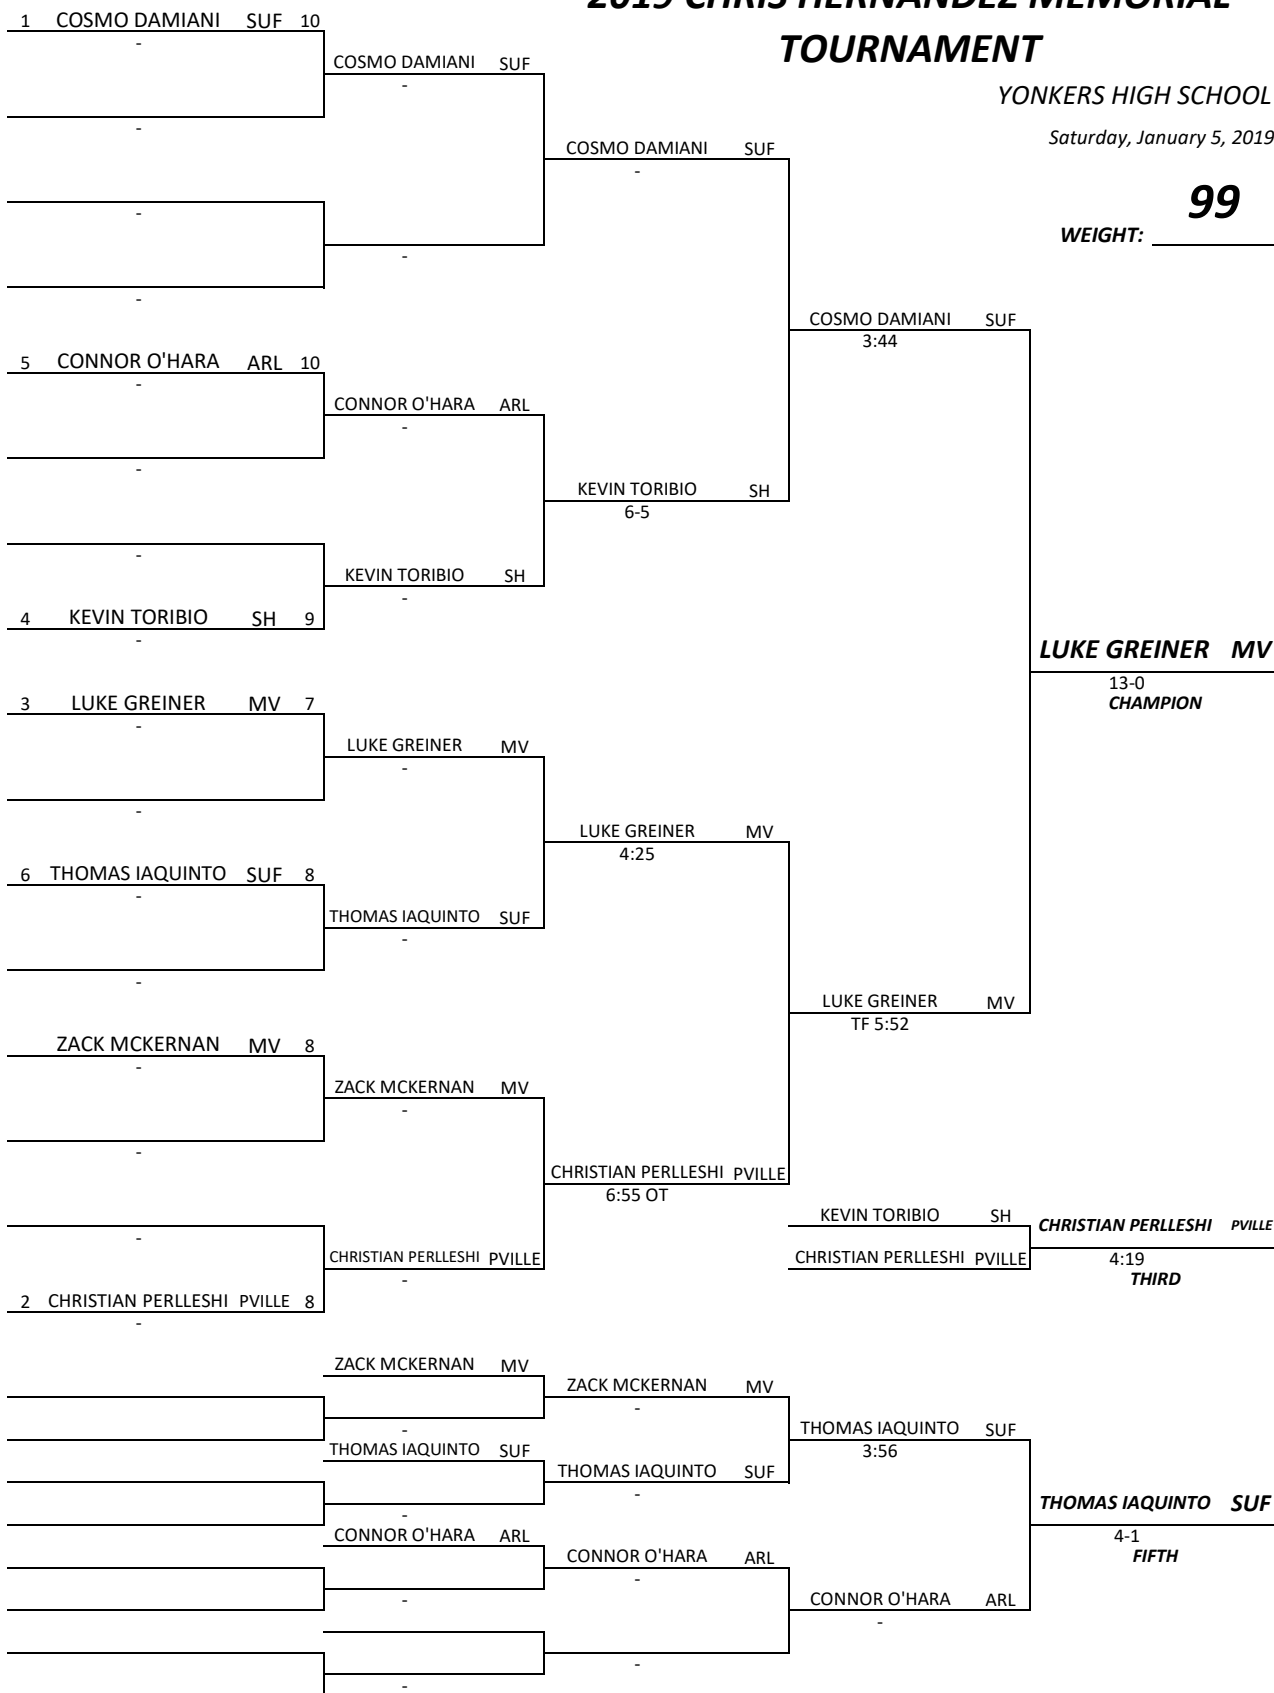 2019 CHRIS HERNANDEZ MEMORIAL
TOURNAMENT
YONKERS HIGH SCHOOL
Saturday, January 5, 2019
99
WEIGHT:
1 COSMO DAMIANI SUF 10
-
COSMO DAMIANI SUF
-
-
COSMO DAMIANI SUF
-
-
-
-
COSMO DAMIANI SUF
3:44
5 CONNOR O'HARA ARL 10
-
CONNOR O'HARA ARL
-
-
KEVIN TORIBIO SH
6-5
-
KEVIN TORIBIO SH
-
4 KEVIN TORIBIO SH 9
-
LUKE GREINER MV
13-0
CHAMPION
3 LUKE GREINER MV 7
-
LUKE GREINER MV
-
-
LUKE GREINER MV
4:25
6 THOMAS IAQUINTO SUF 8
-
THOMAS IAQUINTO SUF
-
-
LUKE GREINER MV
TF 5:52
ZACK MCKERNAN MV 8
-
ZACK MCKERNAN MV
-
-
CHRISTIAN PERLLESHI PVILLE
6:55 OT
KEVIN TORIBIO SH
CHRISTIAN PERLLESHI PVILLE
-
CHRISTIAN PERLLESHI PVILLE
-
CHRISTIAN PERLLESHI PVILLE
4:19
THIRD
2 CHRISTIAN PERLLESHI PVILLE 8
-
ZACK MCKERNAN MV
ZACK MCKERNAN MV
-
-
THOMAS IAQUINTO SUF
3:56
THOMAS IAQUINTO SUF
THOMAS IAQUINTO SUF
-
-
THOMAS IAQUINTO SUF
4-1
FIFTH
CONNOR O'HARA ARL
CONNOR O'HARA ARL
-
-
CONNOR O'HARA ARL
-
-
-